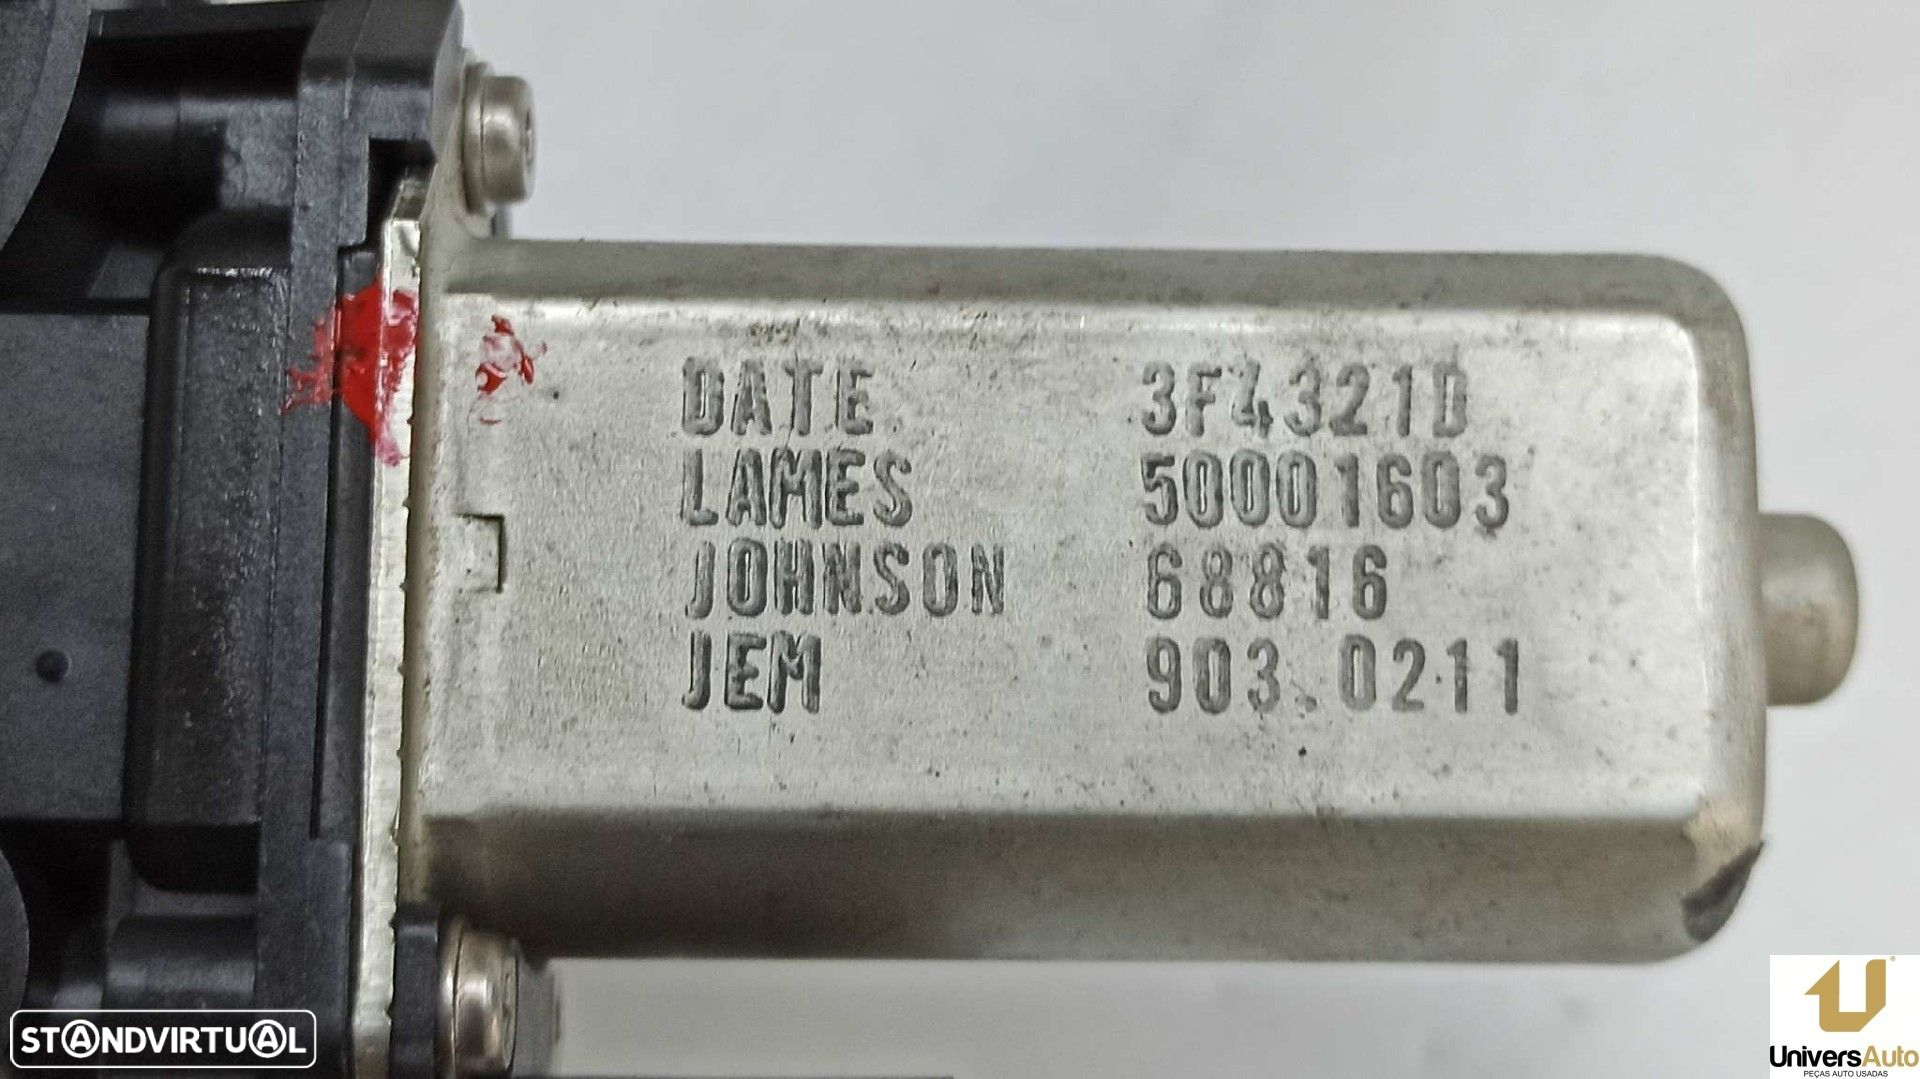 DATE 3F4321D
LAMES 50001603
JOHNSON 68816
JEM 903.0211
STANDVIRTUAL
UniversAuto
PEÇAS AUTO USADAS